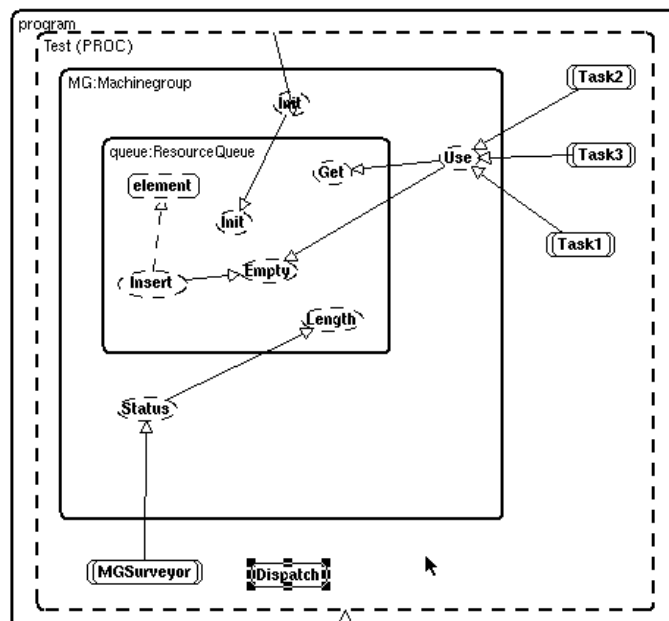 program
Test (PROC)
MG:Machinegroup
Task2
Init
queue:ResourceQueue
Get
Use
Task3
element
Init
Task1
Insert
Empty
Length
Status
MGSurveyor
Dispatch